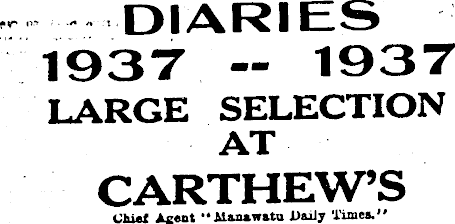 DIARIES
1937 -- 1937
LARGE SELECTION
AT
CARTHEW'S
Chief Agent "Manawatu Daily Times."